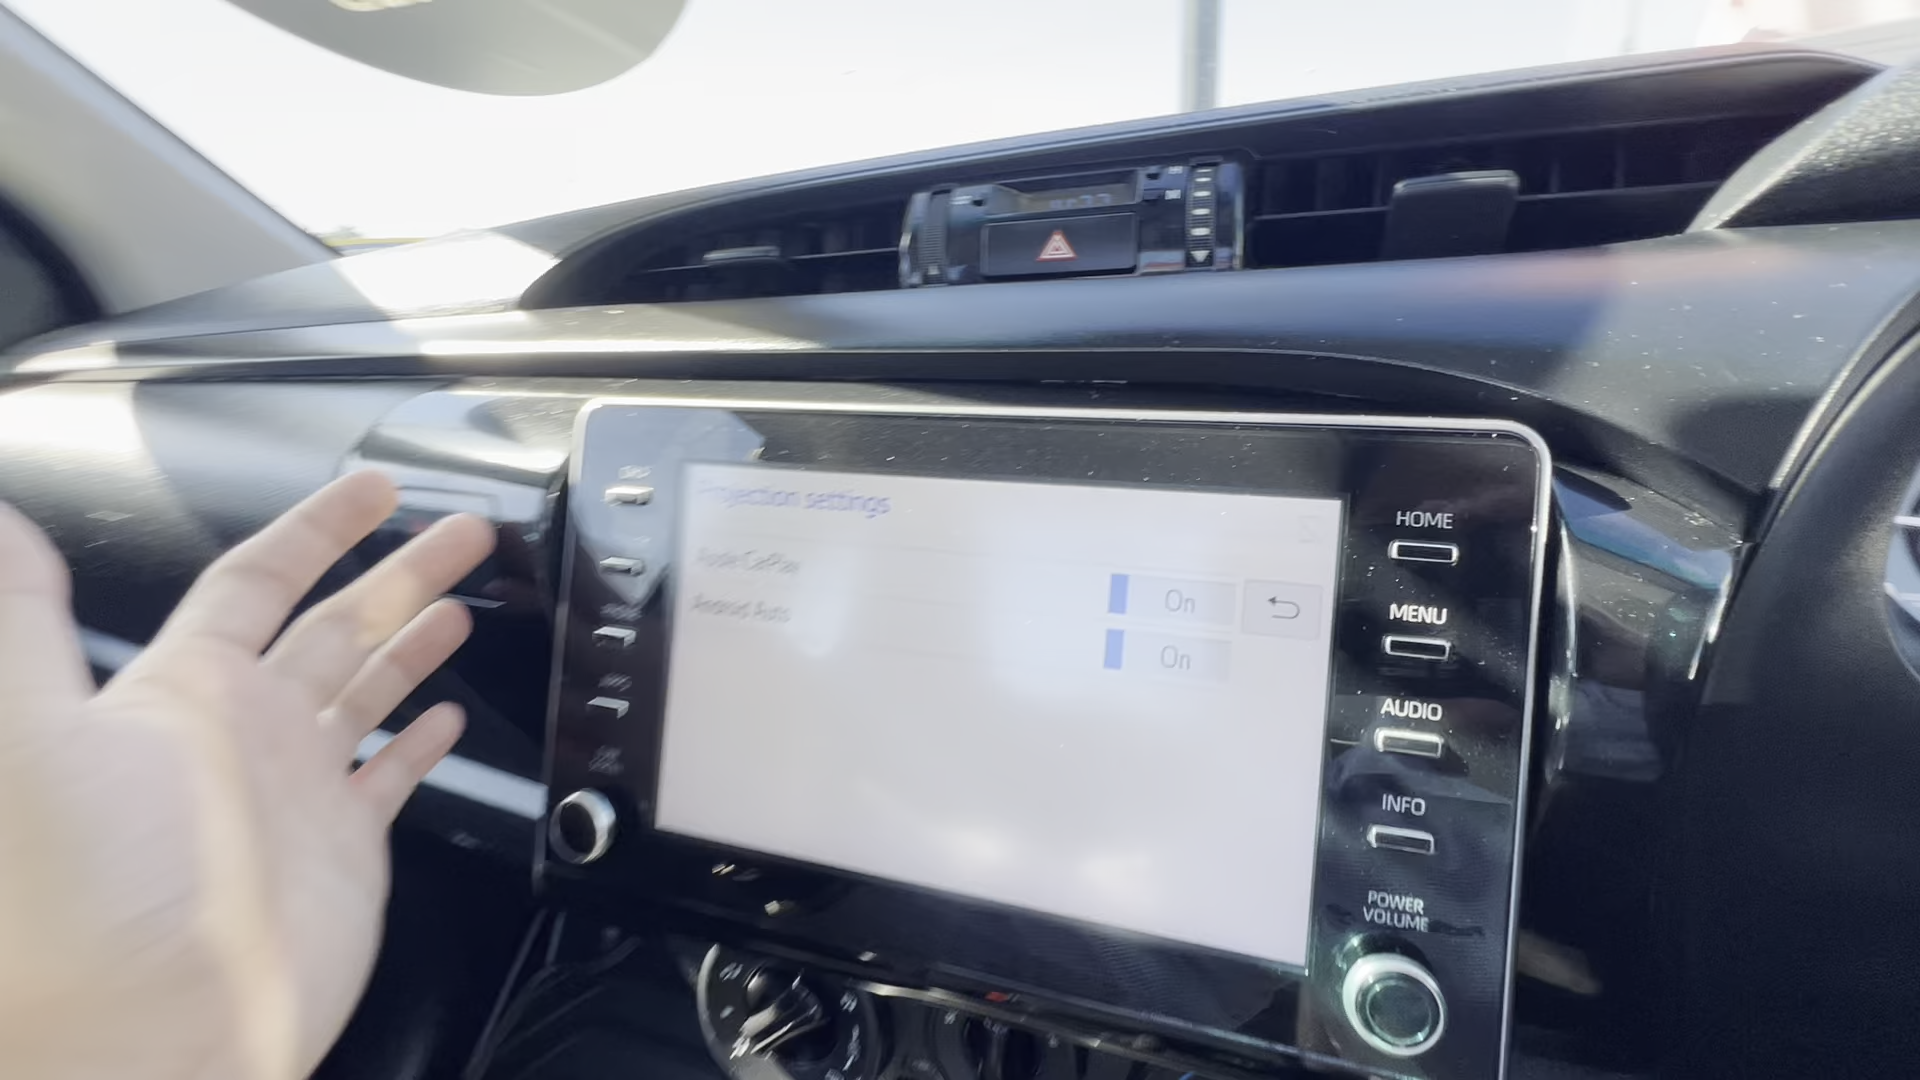 Projection settings
Apple CarPlay
On
Android Auto
On
HOME
MENU
AUDIO
INFO
POWER
VOLUME